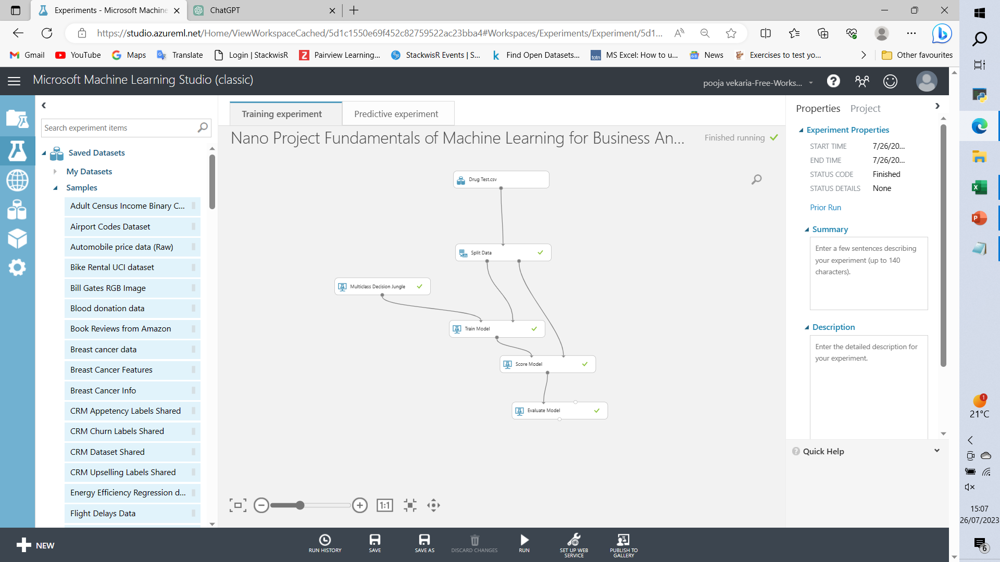 Experiments - Microsoft Machine
ChatGPT
https://studio.azureml.net/Home/ViewWorkspaceCached/5d1c1550e69f452c82759522ac23bba4#Workspaces/Experiments/Experiment/5d1...
Gmail
YouTube
Maps
Translate
Login | StackwisR
Pairview Learning...
StackwisR Events | S...
Find Open Datasets...
MS Excel: How to u...
News
Exercises to test yo...
Other favourites
Microsoft Machine Learning Studio (classic)
pooja vekaria-Free-Works...
Search experiment items
Saved Datasets
My Datasets
Samples
Adult Census Income Binary C...
Airport Codes Dataset
Automobile price data (Raw)
Bike Rental UCI dataset
Bill Gates RGB Image
Blood donation data
Book Reviews from Amazon
Breast cancer data
Breast Cancer Features
Breast Cancer Info
CRM Appetency Labels Shared
CRM Churn Labels Shared
CRM Dataset Shared
CRM Upselling Labels Shared
Energy Efficiency Regression d...
Flight Delays Data
Training experiment
Predictive experiment
Nano Project Fundamentals of Machine Learning for Business An...
Finished running
Drug Test.csv
Split Data
Multiclass Decision Jungle
Train Model
Score Model
Evaluate Model
1:1
Properties
Project
Experiment Properties
START TIME 7/26/20...
END TIME 7/26/20...
STATUS CODE Finished
STATUS DETAILS None
Prior Run
Summary
Enter a few sentences describing
your experiment (up to 140
characters).
Description
Enter the detailed description for
your experiment.
Quick Help
NEW
RUN HISTORY
SAVE
SAVE AS
DISCARD CHANGES
RUN
SET UP WEB
SERVICE
PUBLISH TO
GALLERY
1
21°C
15:07
26/07/2023
6